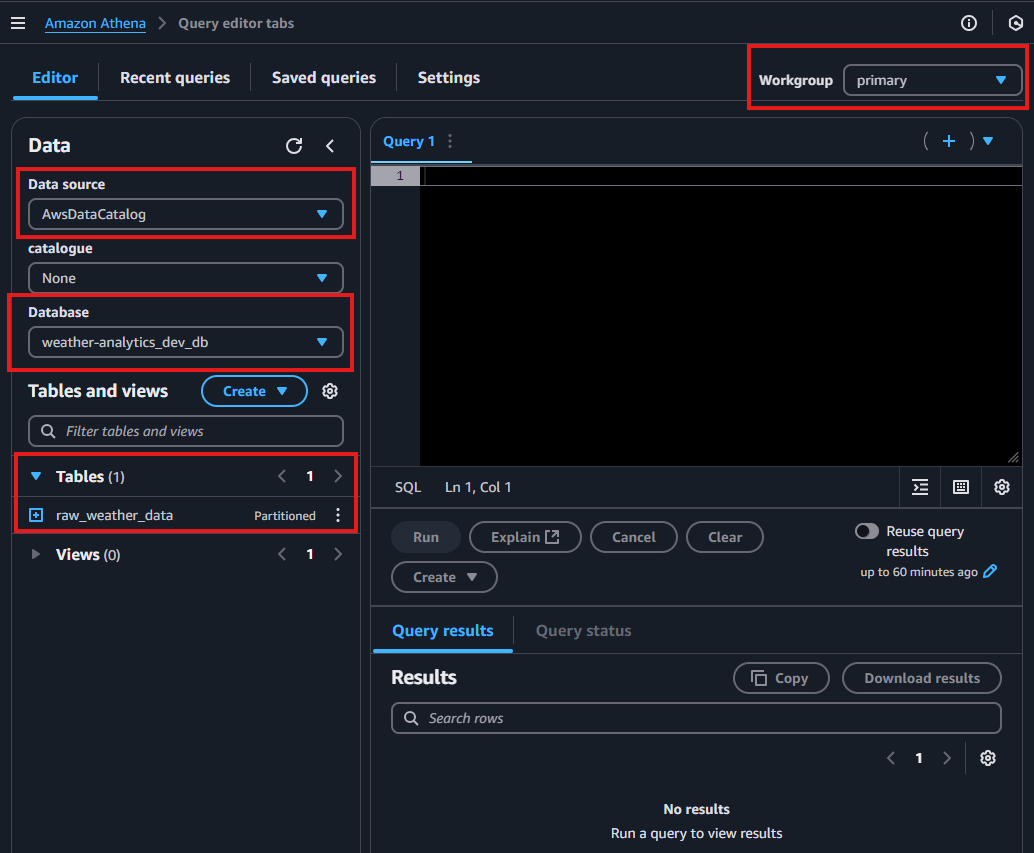 Amazon Athena > Query editor tabs
Editor Recent queries Saved queries Settings
Workgroup primary
Data
Data source
AwsDataCatalog
catalogue
None
Database
weather-analytics_dev_db
Tables and views Create
Filter tables and views
Tables (1) 1
raw_weather_data Partitioned
Views (0) 1
Query 1
1
SQL Ln 1, Col 1
Run Explain Cancel Clear
Create
Reuse query
results
up to 60 minutes ago
Query results Query status
Results Copy Download results
Search rows
1
No results
Run a query to view results